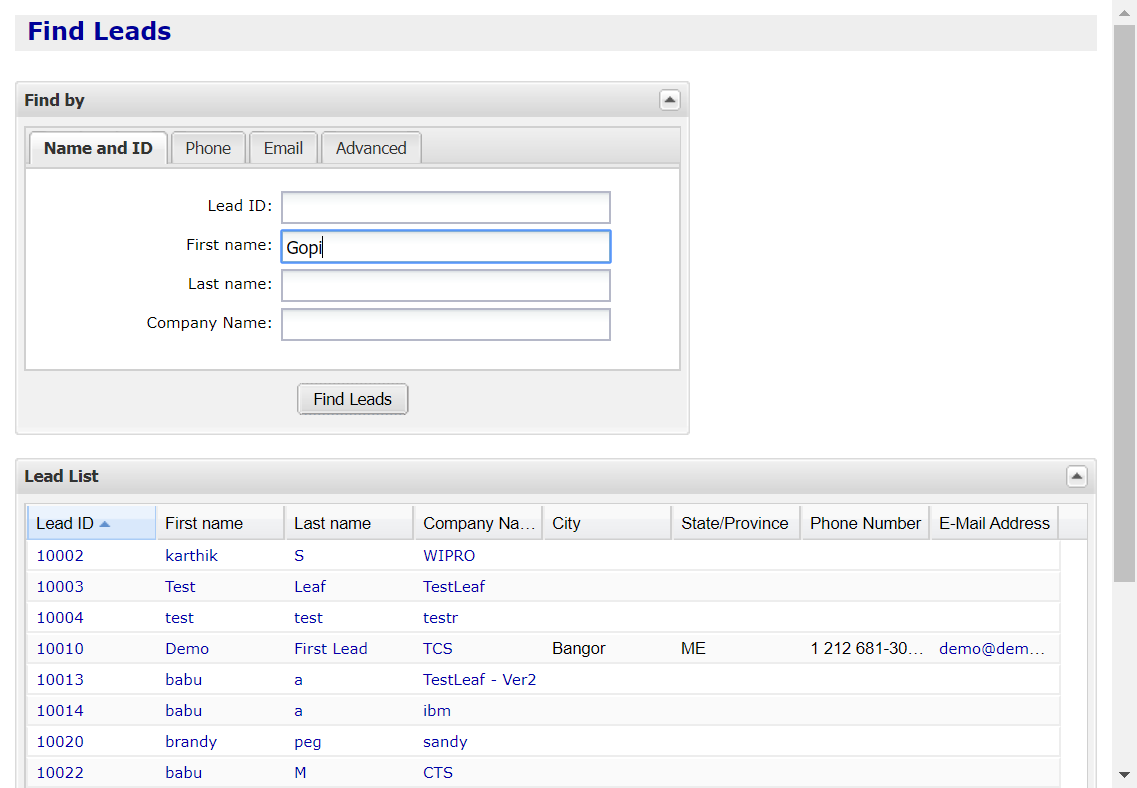 Find Leads
Find by
Name and ID Phone Email Advanced
Lead ID:
First name: Gopi
Last name:
Company Name:
Find Leads
Lead List
Lead ID First name Last name Company Na... City State/Province Phone Number E-Mail Address
10002 karthik S WIPRO
10003 Test Leaf TestLeaf
10004 test test testr
10010 Demo First Lead TCS Bangor ME 1 212 681-30... demo@dem...
10013 babu a TestLeaf - Ver2
10014 babu a ibm
10020 brandy peg sandy
10022 babu M CTS